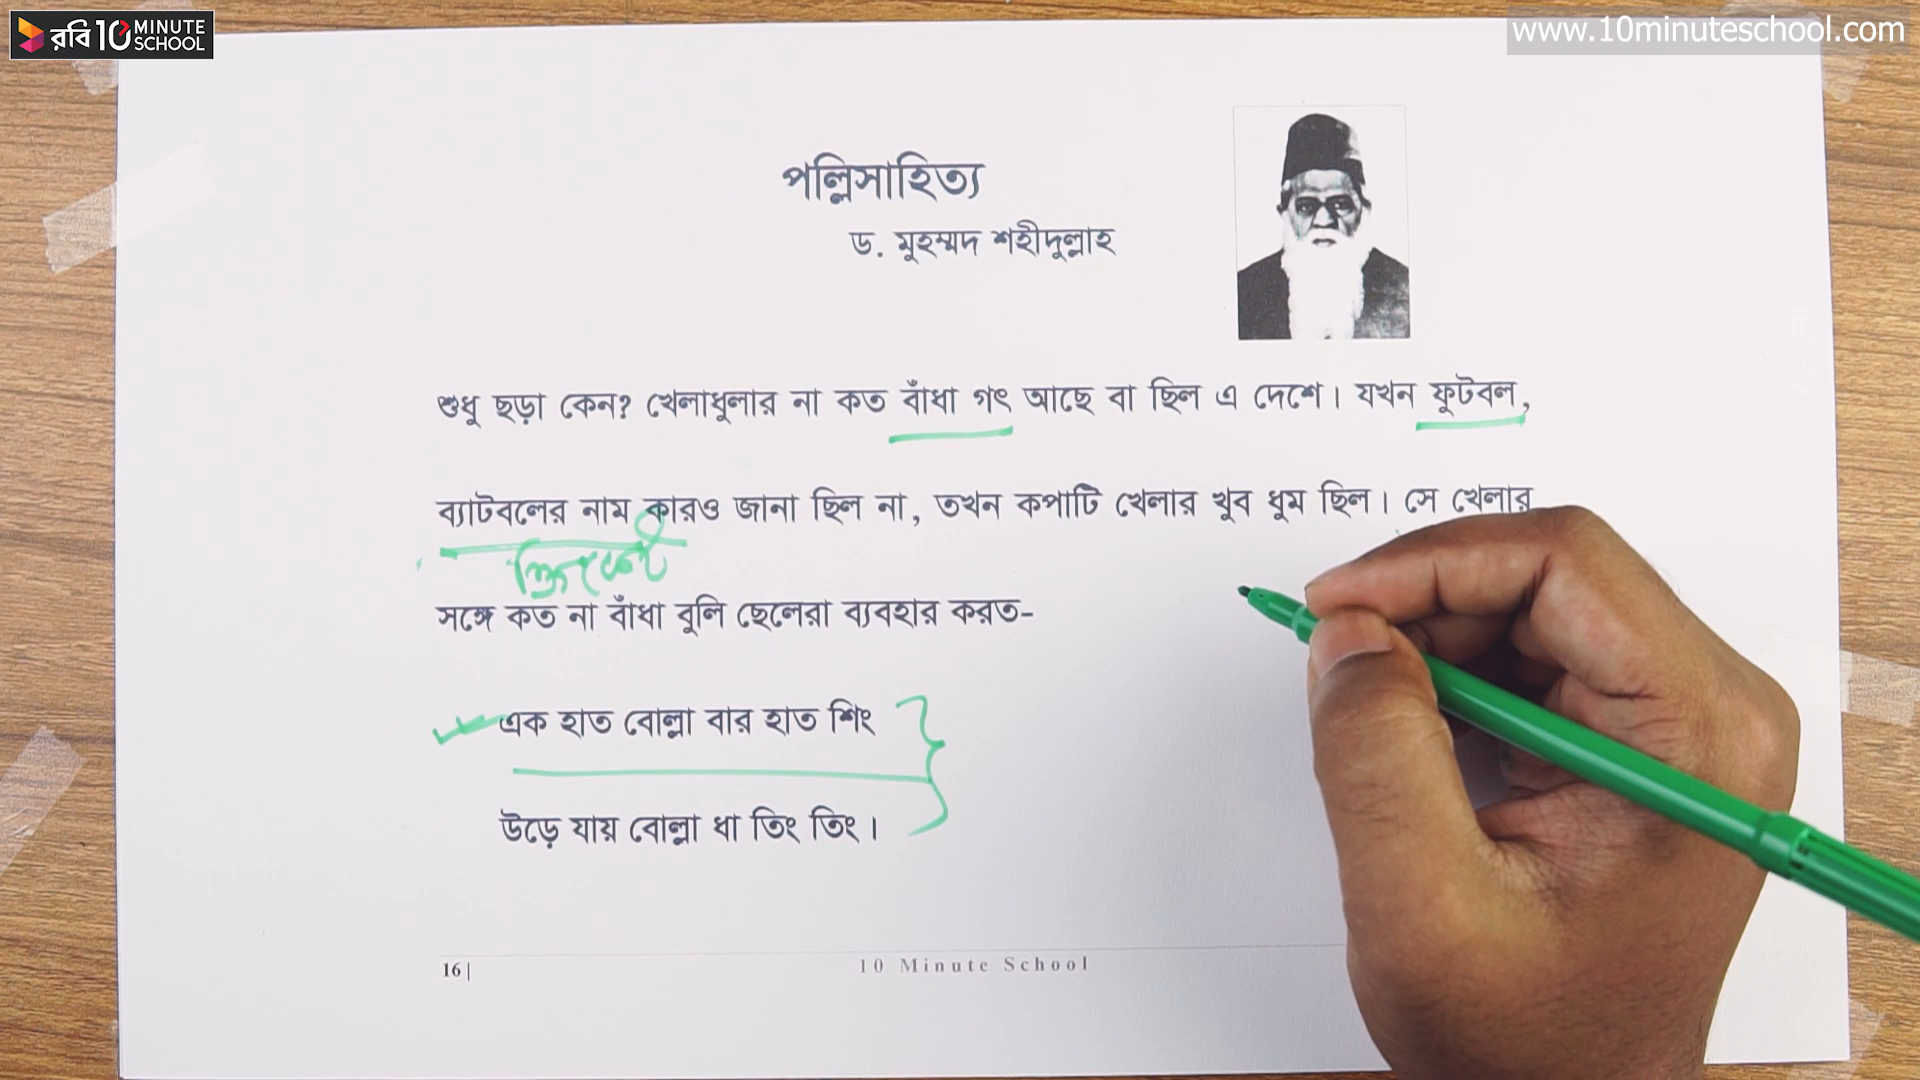 রবি 10 MINUTE SCHOOL
www.10minuteschool.com
পল্লিসাহিত্য
ড. মুহম্মদ শহীদুল্লাহ
শুধু ছড়া কেন? খেলাধুলার না কত বাঁধা গৎ আছে বা ছিল এ দেশে। যখন ফুটবল,
ব্যাটবলের নাম কারও জানা ছিল না, তখন কপাটি খেলার খুব ধুম ছিল। সে খেলার
ক্রিকেট
সঙ্গে কত না বাঁধা বুলি ছেলেরা ব্যবহার করত-
এক হাত বোল্লা বার হাত শিং
উড়ে যায় বোল্লা ধা তিং তিং।
16|
10 Minute School